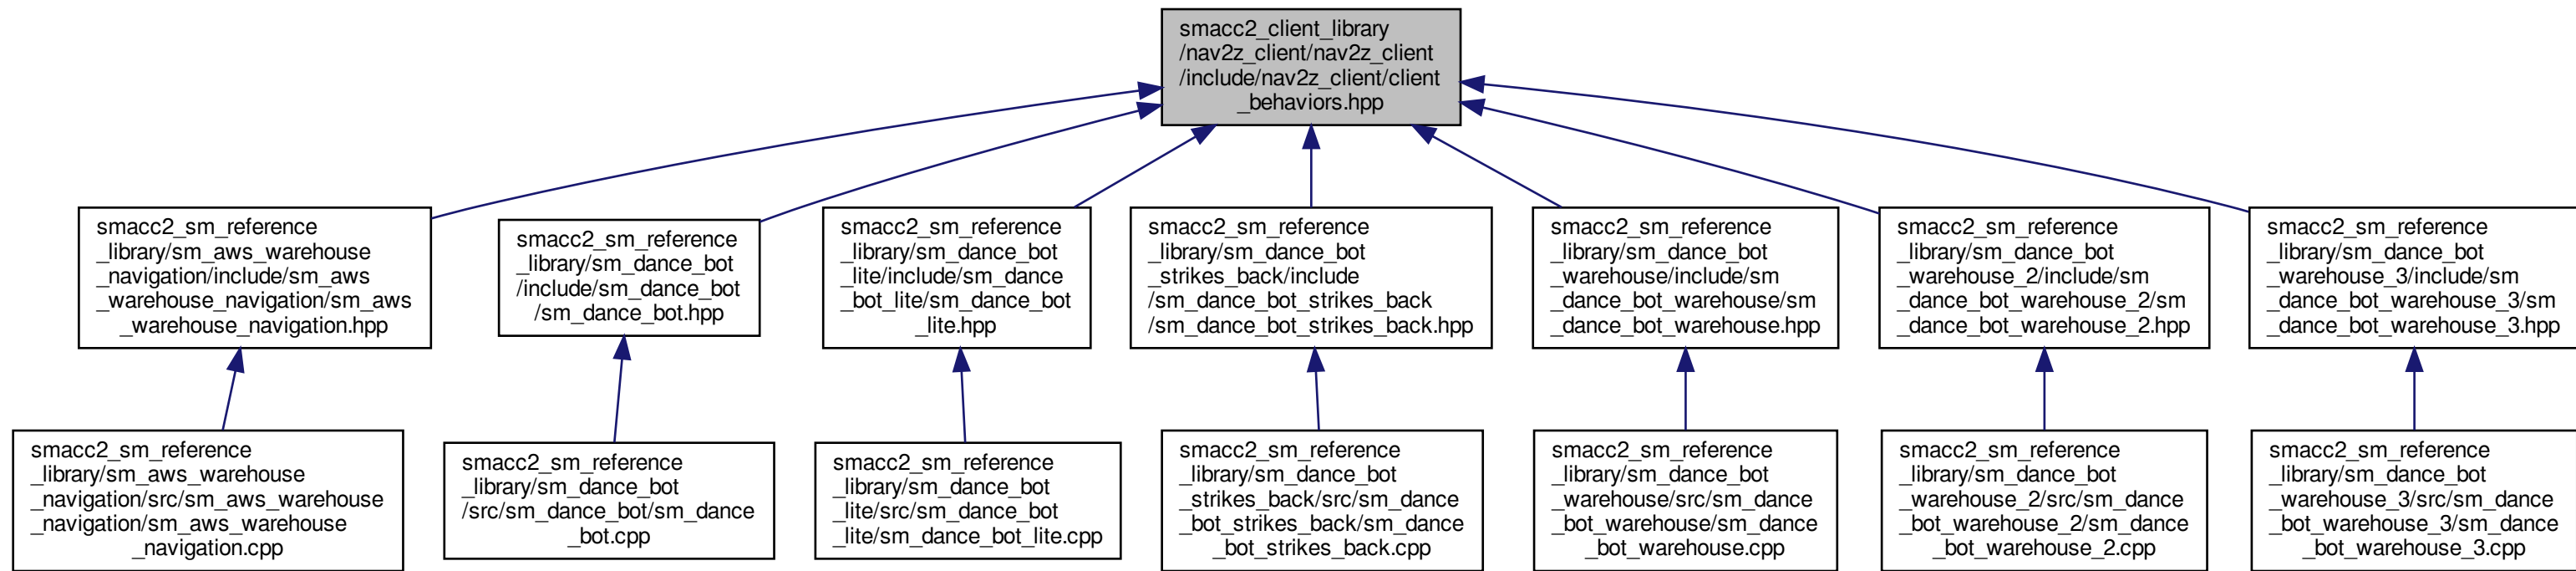 smacc2_client_library
/nav2z_client/nav2z_client
/include/nav2z_client/client
_behaviors.hpp
smacc2_sm_reference
_library/sm_aws_warehouse
_navigation/include/sm_aws
_warehouse_navigation/sm_aws
_warehouse_navigation.hpp
smacc2_sm_reference
_library/sm_dance_bot
/include/sm_dance_bot
/sm_dance_bot.hpp
smacc2_sm_reference
_library/sm_dance_bot
_lite/include/sm_dance
_bot_lite/sm_dance_bot
_lite.hpp
smacc2_sm_reference
_library/sm_dance_bot
_strikes_back/include
/sm_dance_bot_strikes_back
/sm_dance_bot_strikes_back.hpp
smacc2_sm_reference
_library/sm_dance_bot
_warehouse/include/sm
_dance_bot_warehouse/sm
_dance_bot_warehouse.hpp
smacc2_sm_reference
_library/sm_dance_bot
_warehouse_2/include/sm
_dance_bot_warehouse_2/sm
_dance_bot_warehouse_2.hpp
smacc2_sm_reference
_library/sm_dance_bot
_warehouse_3/include/sm
_dance_bot_warehouse_3/sm
_dance_bot_warehouse_3.hpp
smacc2_sm_reference
_library/sm_aws_warehouse
_navigation/src/sm_aws_warehouse
_navigation/sm_aws_warehouse
_navigation.cpp
smacc2_sm_reference
_library/sm_dance_bot
/src/sm_dance_bot/sm_dance
_bot.cpp
smacc2_sm_reference
_library/sm_dance_bot
_lite/src/sm_dance_bot
_lite/sm_dance_bot_lite.cpp
smacc2_sm_reference
_library/sm_dance_bot
_strikes_back/src/sm_dance
_bot_strikes_back/sm_dance
_bot_strikes_back.cpp
smacc2_sm_reference
_library/sm_dance_bot
_warehouse/src/sm_dance
_bot_warehouse/sm_dance
_bot_warehouse.cpp
smacc2_sm_reference
_library/sm_dance_bot
_warehouse_2/src/sm_dance
_bot_warehouse_2/sm_dance
_bot_warehouse_2.cpp
smacc2_sm_reference
_library/sm_dance_bot
_warehouse_3/src/sm_dance
_bot_warehouse_3/sm_dance
_bot_warehouse_3.cpp